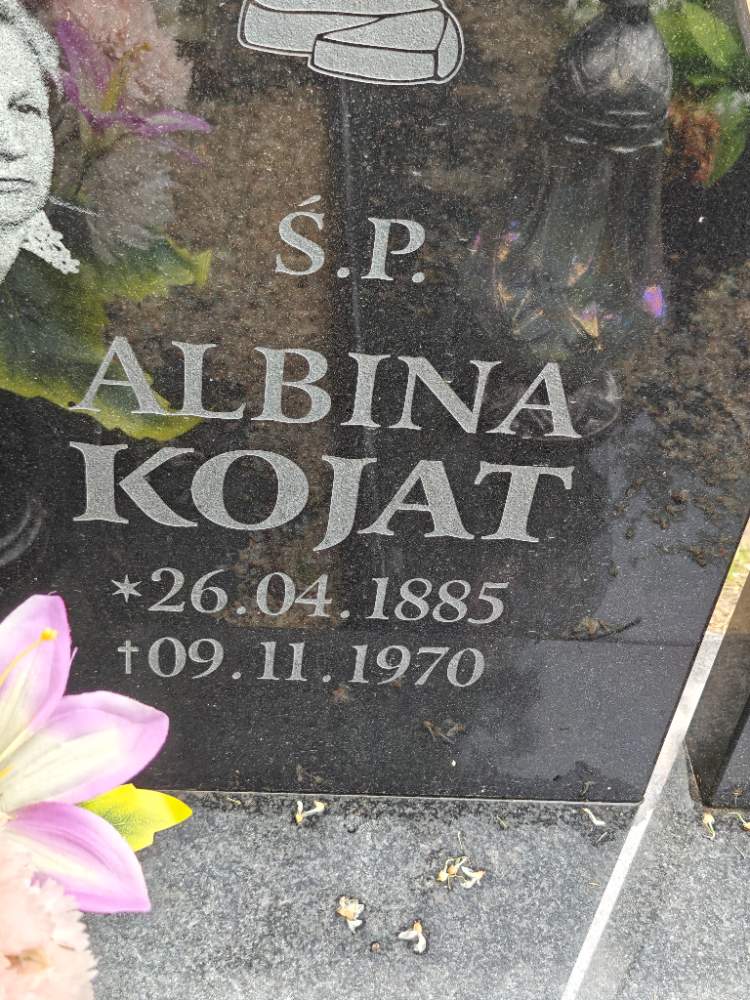 Ś.P.
ALBINA
KOJAT
*26.04.1885
†09.11.1970